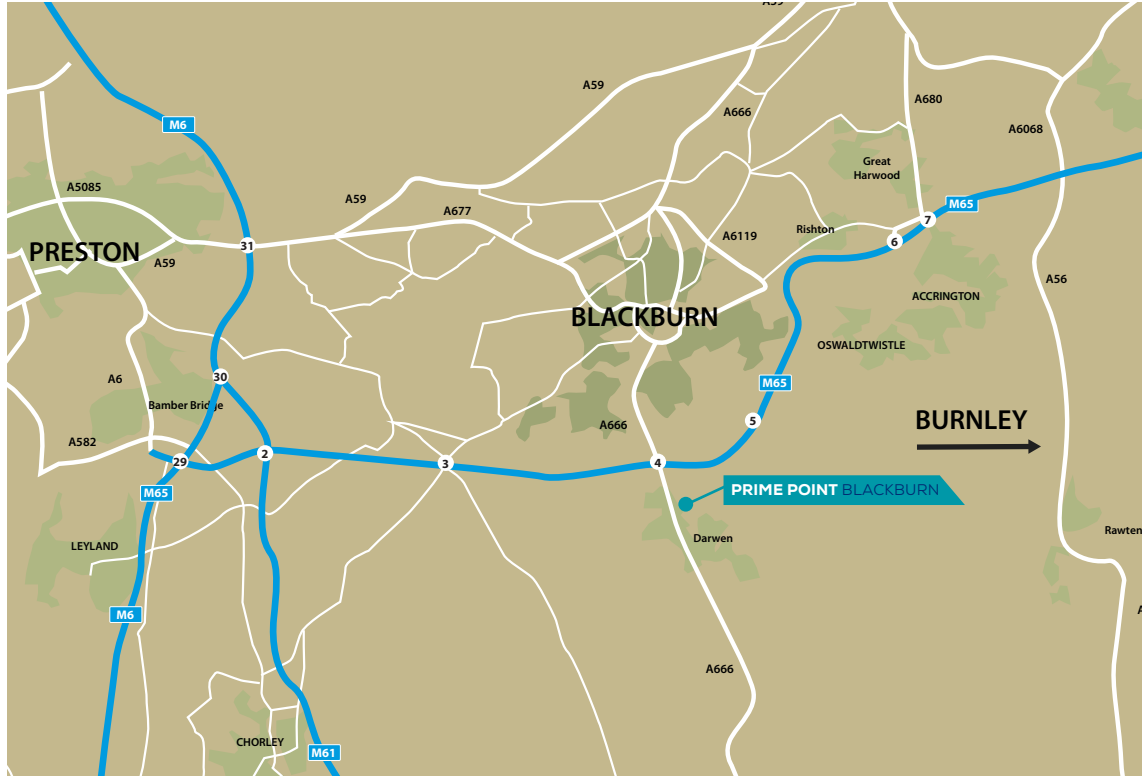 A59
A59
M6
A666
A680
A6068
A5085
Great
Harwood
A59
A677
M65
7
Rishton
6
A6119
31
PRESTON
A59
A56
ACCRINGTON
BLACKBURN
OSWALDTWISTLE
A6
30
M65
Bamber Bridge
5
BURNLEY
A666
A582
2
29
3
4
M65
PRIME POINT BLACKBURN
Darwen
Rawten
LEYLAND
A
M6
A666
CHORLEY
M61